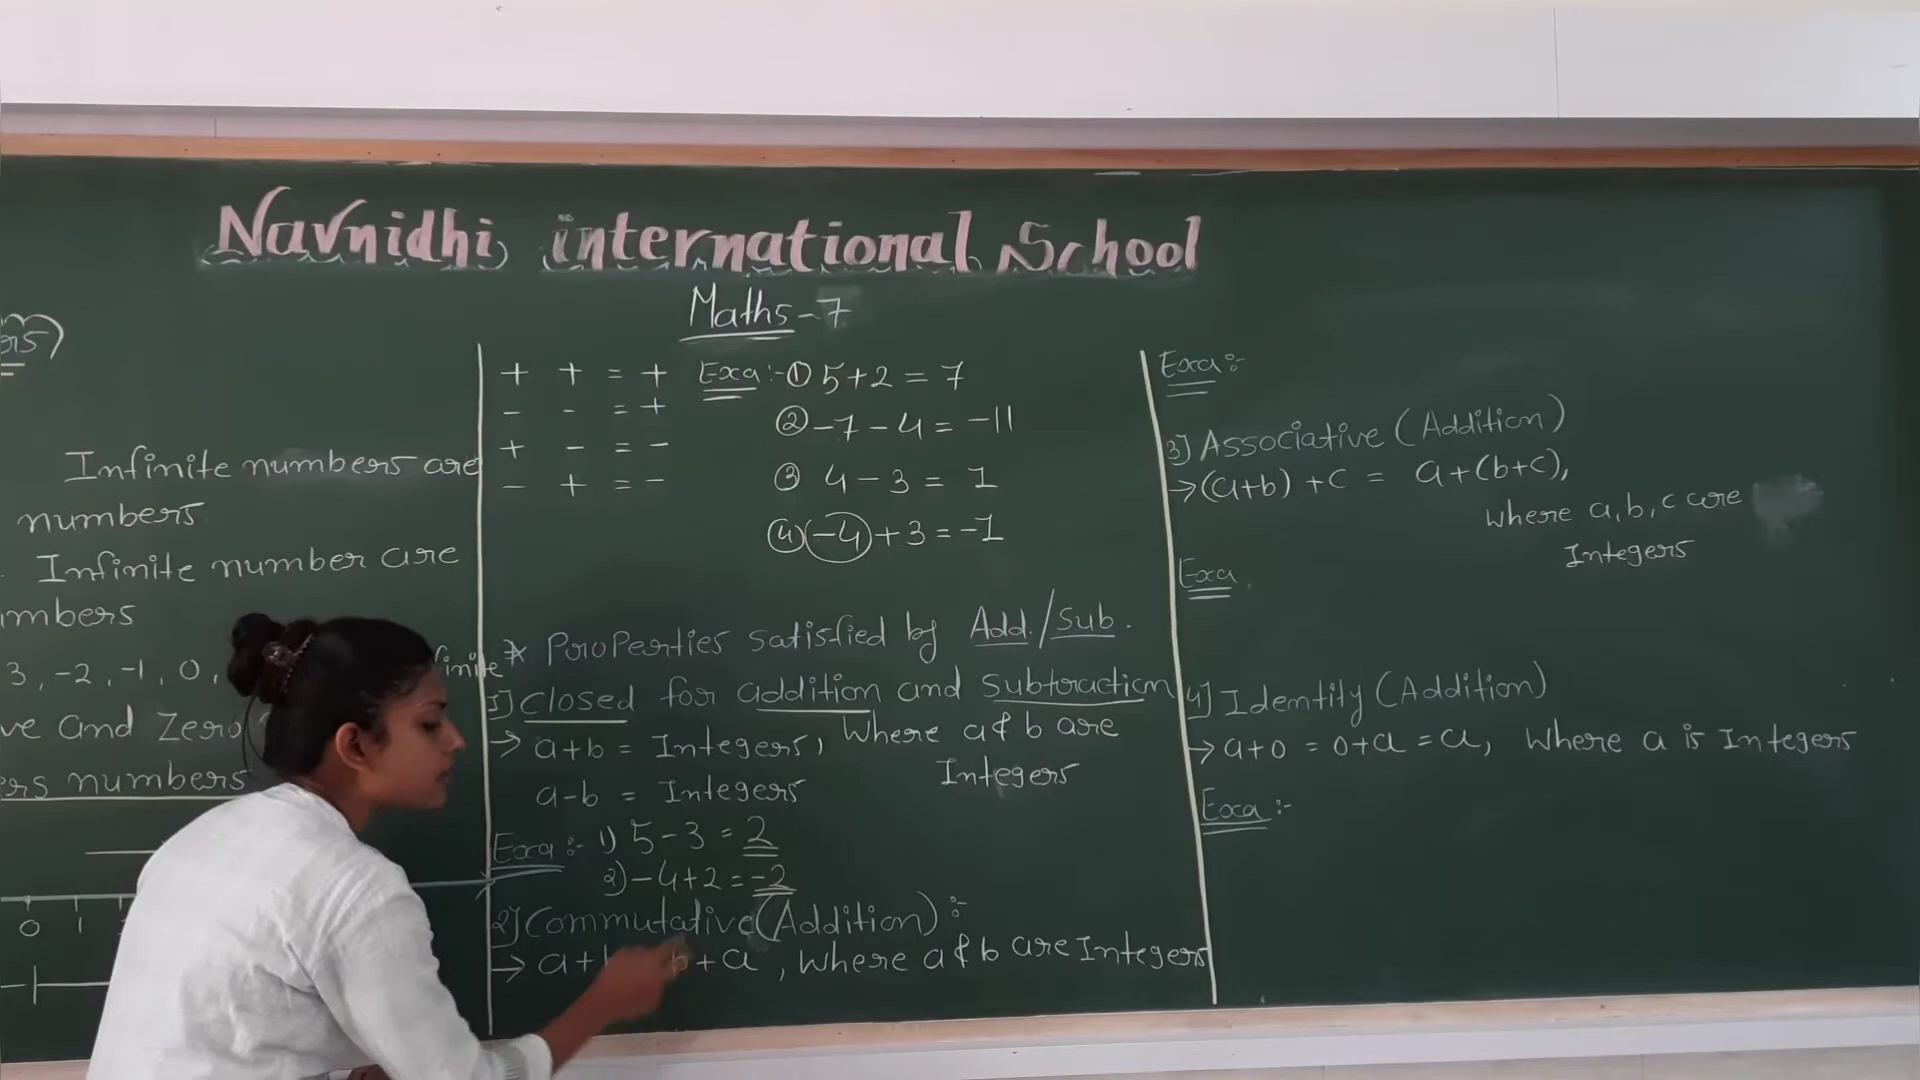 Navnidhi international School
Maths-7
Infinite numbers are
numbers
Infinite number are
mbers
3, -2, -1, 0,
ve and Zero
ers numbers
0 1
+ + = +
- - = +
+ - = -
- + = -
Exa:- ① 5+2 = 7
② -7-4 = -11
③ 4-3 = 1
④ -4+3 = -1
* Properties satisfied by Add./Sub.
1] Closed for addition and subtraction
→ a+b = Integers, Where a & b are
Integers
a-b = Integers
Exa:- 1) 5-3 = 2
2) -4+2 = -2
2] Commutative (Addition):-
→ a+b b+a, Where a & b are Integers
Exa:-
3] Associative (Addition)
→ (a+b)+c = a+(b+c),
Where a, b, c are
Integers
Exa
4] Identity (Addition)
→ a+0 = 0+a = a, Where a is Integers
Exa:-